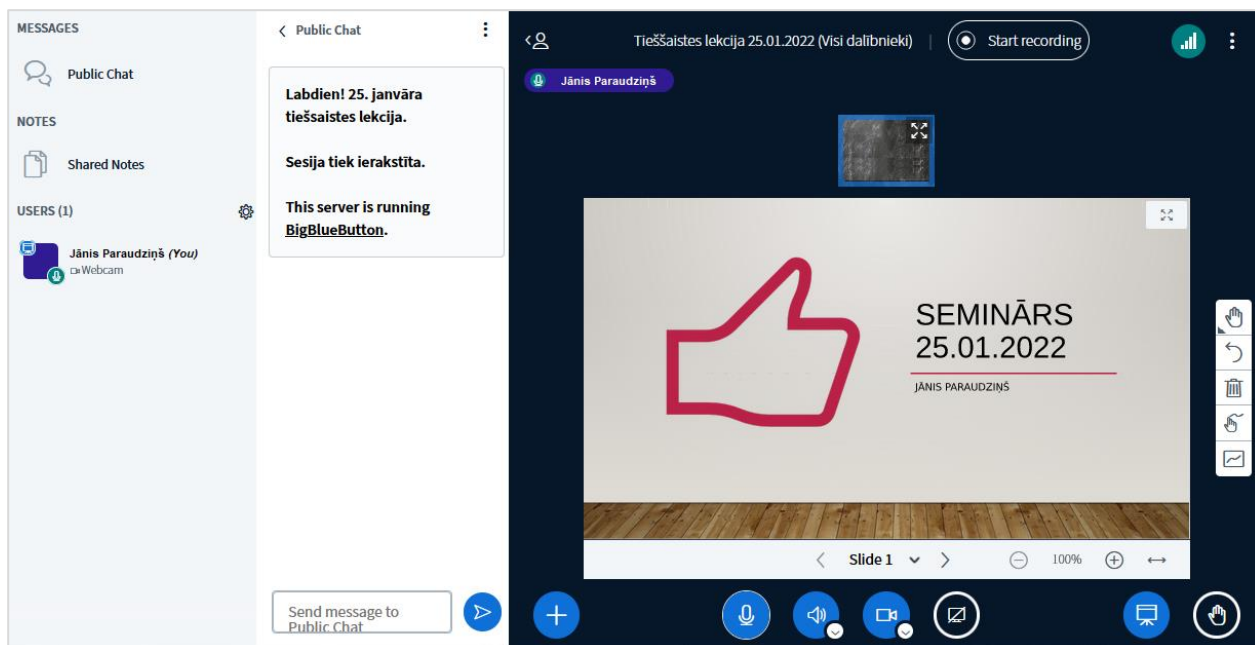 MESSAGES
Public Chat
NOTES
Shared Notes
USERS (1)
Jānis Paraudziņš (You)
Webcam
Public Chat
Labdien! 25. janvāra
tiešsaistes lekcija.
Sesija tiek ierakstīta.
This server is running
BigBlueButton.
Send message to
Public Chat
Tieššaistes lekcija 25.01.2022 (Visi dalībnieki)
Start recording
Jānis Paraudziņš
SEMINĀRS
25.01.2022
JĀNIS PARAUDZIŅŠ
Slide 1
100%